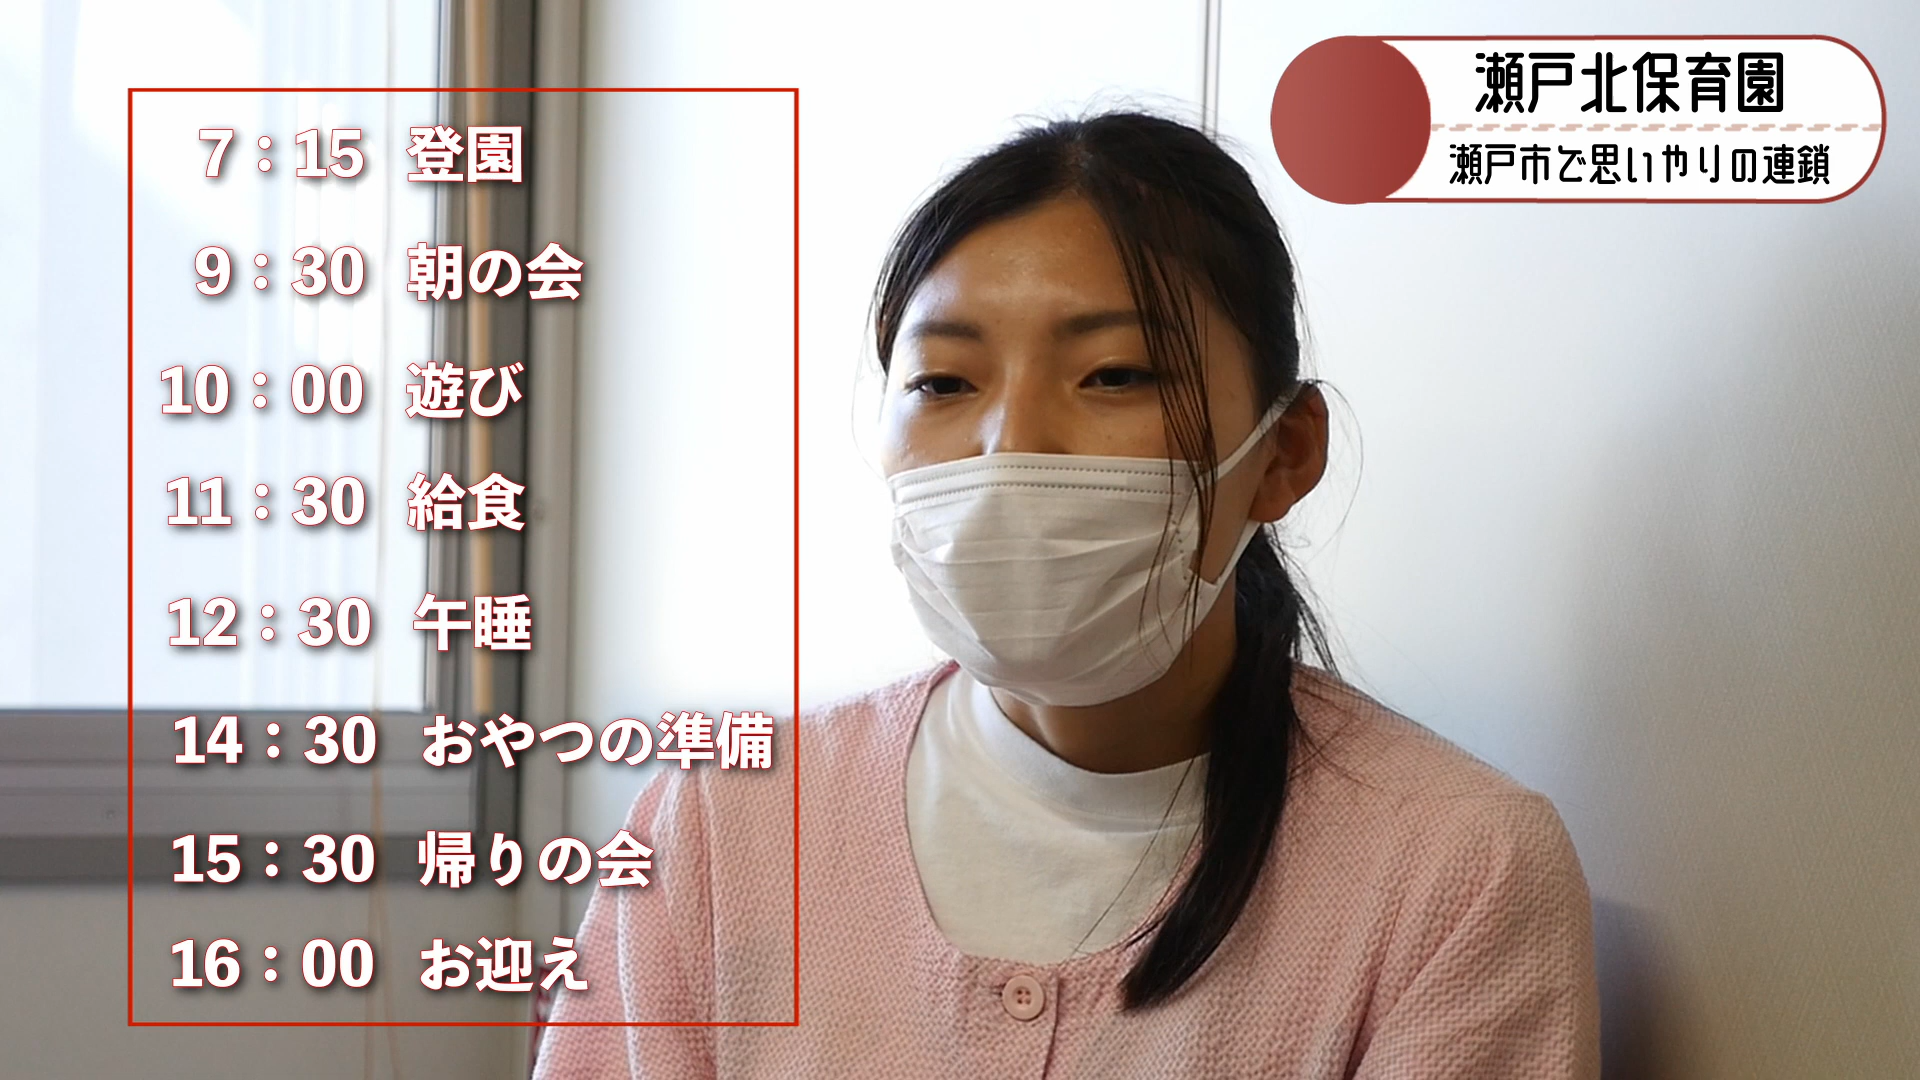 瀬戸北保育園
瀬戸市で思いやりの連鎖
7：15 登園
9：30 朝の会
10：00 遊び
11：30 給食
12：30 午睡
14：30 おやつの準備
15：30 帰りの会
16：00 お迎え